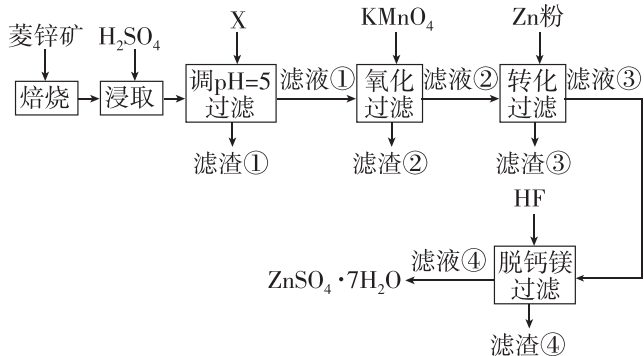 菱锌矿 H₂SO₄ X KMnO₄ Zn粉
焙烧 浸取 调pH=5 过滤 滤液① 氧化 过滤 滤液② 转化 过滤 滤液③
滤渣① 滤渣② 滤渣③
HF
ZnSO₄·7H₂O 滤液④ 脱钙镁 过滤
滤渣④